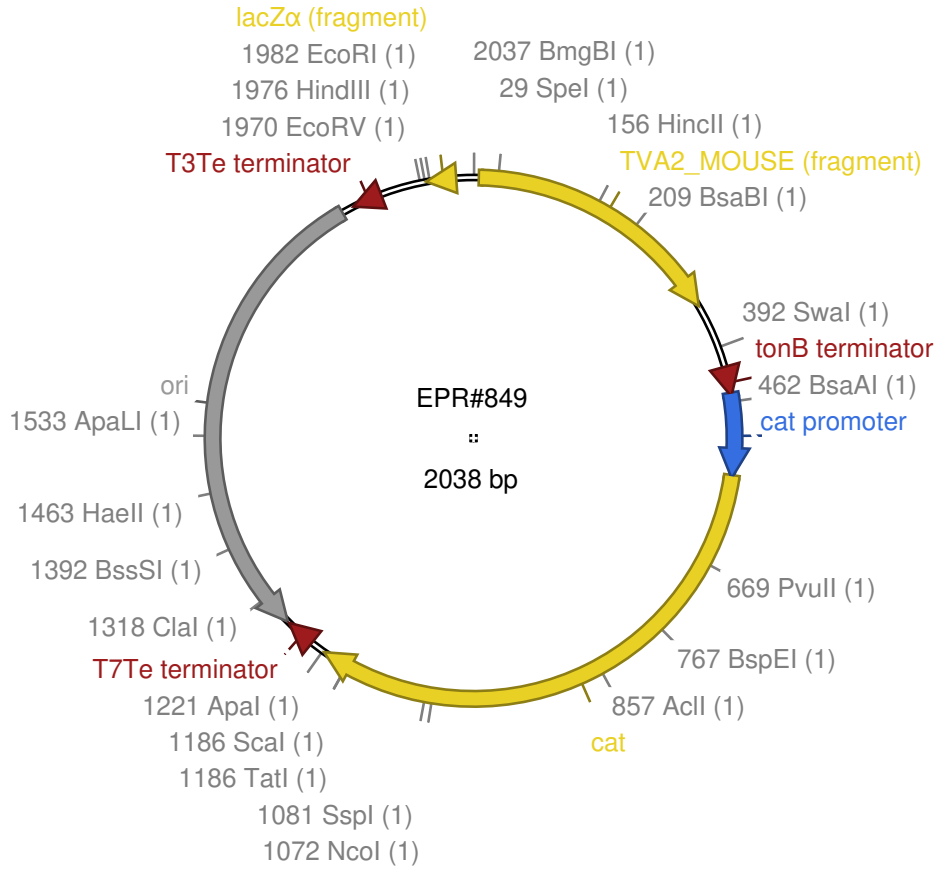 lacZα (fragment)
1982 EcoRI (1)
1976 HindIII (1)
1970 EcoRV (1)
T3Te terminator
2037 BmgBI (1)
29 SpeI (1)
156 HincII (1)
TVA2_MOUSE (fragment)
209 BsaBI (1)
392 SwaI (1)
tonB terminator
462 BsaAI (1)
cat promoter
ori
1533 ApaLI (1)
EPR#849
2038 bp
1463 HaeII (1)
1392 BssSI (1)
1318 ClaI (1)
T7Te terminator
1221 ApaI (1)
1186 ScaI (1)
1186 TatI (1)
1081 SspI (1)
1072 NcoI (1)
669 PvuII (1)
767 BspEI (1)
857 AclI (1)
cat